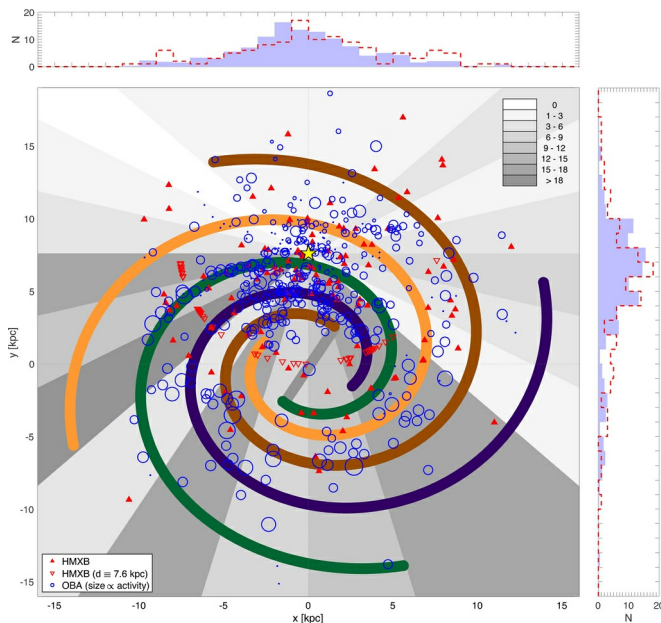 20
N 10
0
-15 -10 -5 0 5 10 15
15
10
5
0
-5
-10
-15
y [kpc]
x [kpc]
0
1 - 3
3 - 6
6 - 9
9 - 12
12 - 15
15 - 18
> 18
HMXB
HMXB (d ≡ 7.6 kpc)
OBA (size ∝ activity)
0 10 20
N